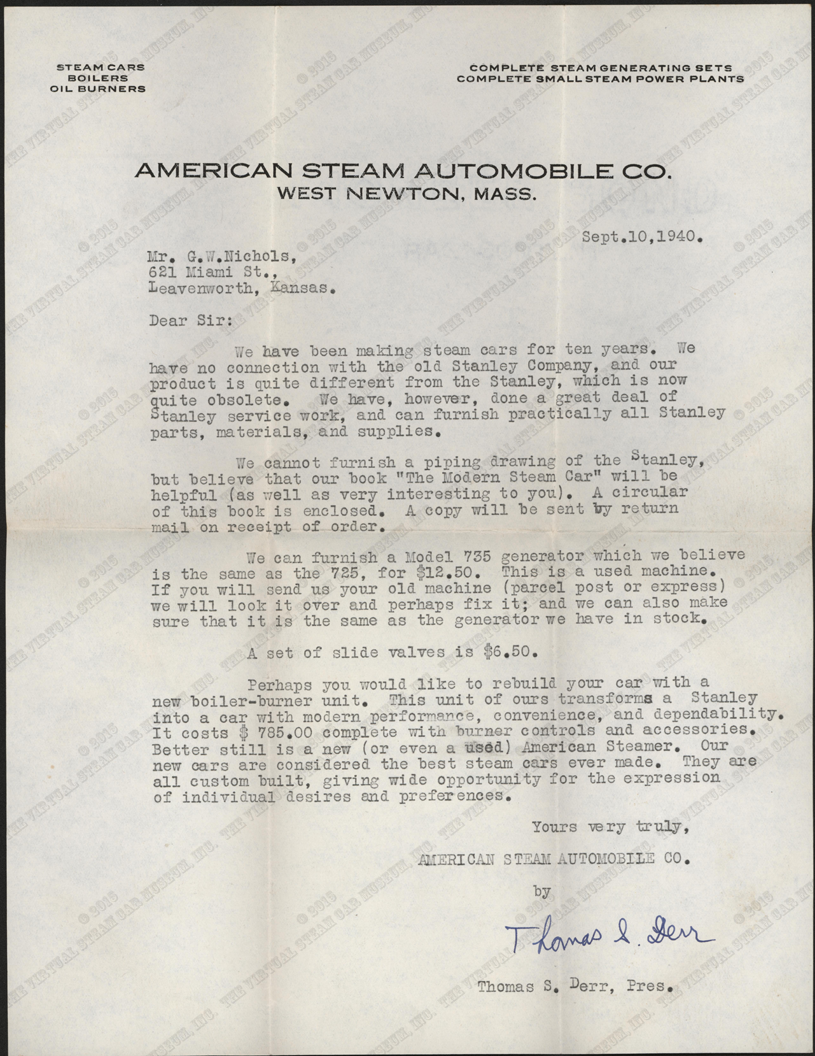 STEAM CARS
BOILERS
OIL BURNERS
COMPLETE STEAM GENERATING SETS
COMPLETE SMALL STEAM POWER PLANTS
AMERICAN STEAM AUTOMOBILE CO.
WEST NEWTON, MASS.
Sept.10,1940.
Mr. G.W.Nichols,
621 Miami St.,
Leavenworth, Kansas.
Dear Sir:
We have been making steam cars for ten years. We
have no connection with the old Stanley Company, and our
product is quite different from the Stanley, which is now
quite obsolete. We have, however, done a great deal of
Stanley service work, and can furnish practically all Stanley
parts, materials, and supplies.
We cannot furnish a piping drawing of the Stanley,
but believe that our book "The Modern Steam Car" will be
helpful (as well as very interesting to you). A circular
of this book is enclosed. A copy will be sent by return
mail on receipt of order.
We can furnish a Model 735 generator which we believe
is the same as the 725, for $12.50. This is a used machine.
If you will send us your old machine (parcel post or express)
we will look it over and perhaps fix it; and we can also make
sure that it is the same as the generator we have in stock.
A set of slide valves is $6.50.
Perhaps you would like to rebuild your car with a
new boiler-burner unit. This unit of ours transforms a Stanley
into a car with modern performance, convenience, and dependability.
It costs $ 785.00 complete with burner controls and accessories.
Better still is a new (or even a used) American Steamer. Our
new cars are considered the best steam cars ever made. They are
all custom built, giving wide opportunity for the expression
of individual desires and preferences.
Yours very truly,
AMERICAN STEAM AUTOMOBILE CO.
by
Thomas S. Derr
Thomas S. Derr, Pres.
© 2015
THE VIRTUAL STEAM CAR MUSEUM, INC.